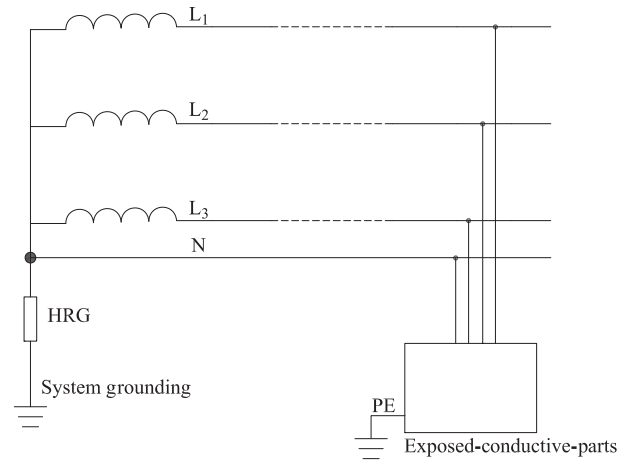 L1
L2
L3
N
HRG
System grounding
PE
Exposed-conductive-parts